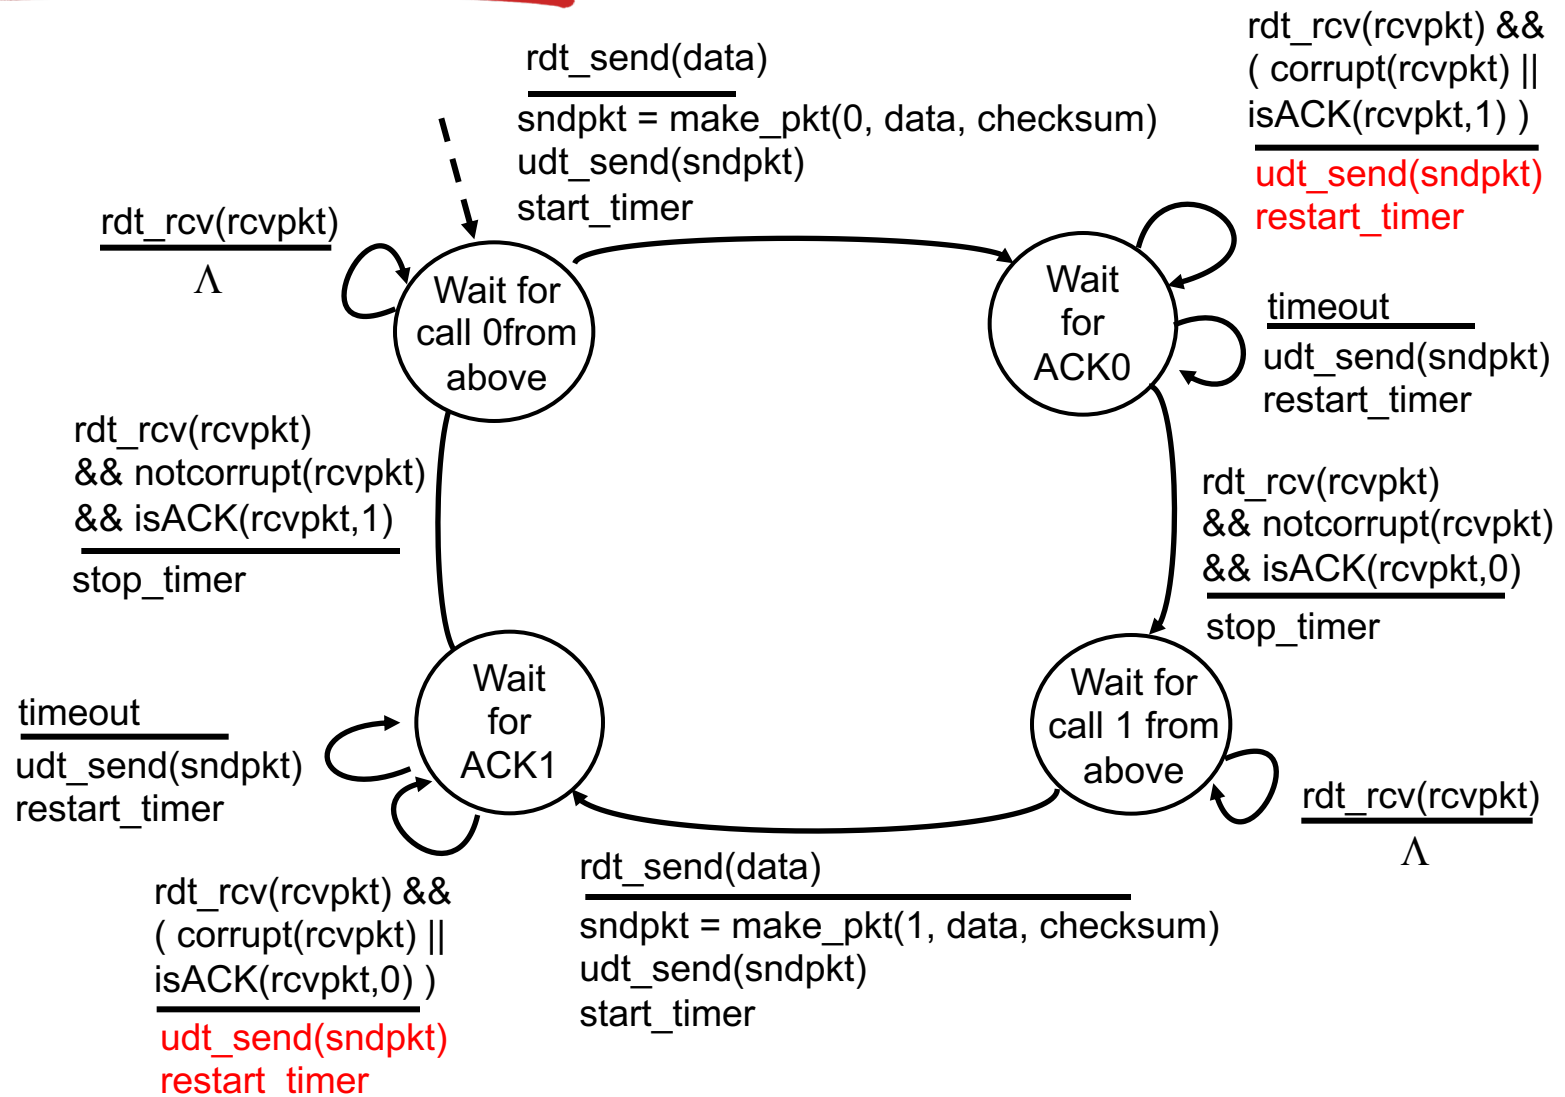 rdt_send(data)
sndpkt = make_pkt(0, data, checksum)
udt_send(sndpkt)
start_timer
rdt_rcv(rcvpkt) &&
( corrupt(rcvpkt) ||
isACK(rcvpkt,1) )
udt_send(sndpkt)
restart_timer
rdt_rcv(rcvpkt)
Λ
Wait for
call 0from
above
Wait
for
ACK0
timeout
udt_send(sndpkt)
restart_timer
rdt_rcv(rcvpkt)
&& notcorrupt(rcvpkt)
&& isACK(rcvpkt,1)
stop_timer
rdt_rcv(rcvpkt)
&& notcorrupt(rcvpkt)
&& isACK(rcvpkt,0)
stop_timer
Wait
for
ACK1
Wait for
call 1 from
above
timeout
udt_send(sndpkt)
restart_timer
rdt_rcv(rcvpkt)
Λ
rdt_rcv(rcvpkt) &&
( corrupt(rcvpkt) ||
isACK(rcvpkt,0) )
udt_send(sndpkt)
restart_timer
rdt_send(data)
sndpkt = make_pkt(1, data, checksum)
udt_send(sndpkt)
start_timer